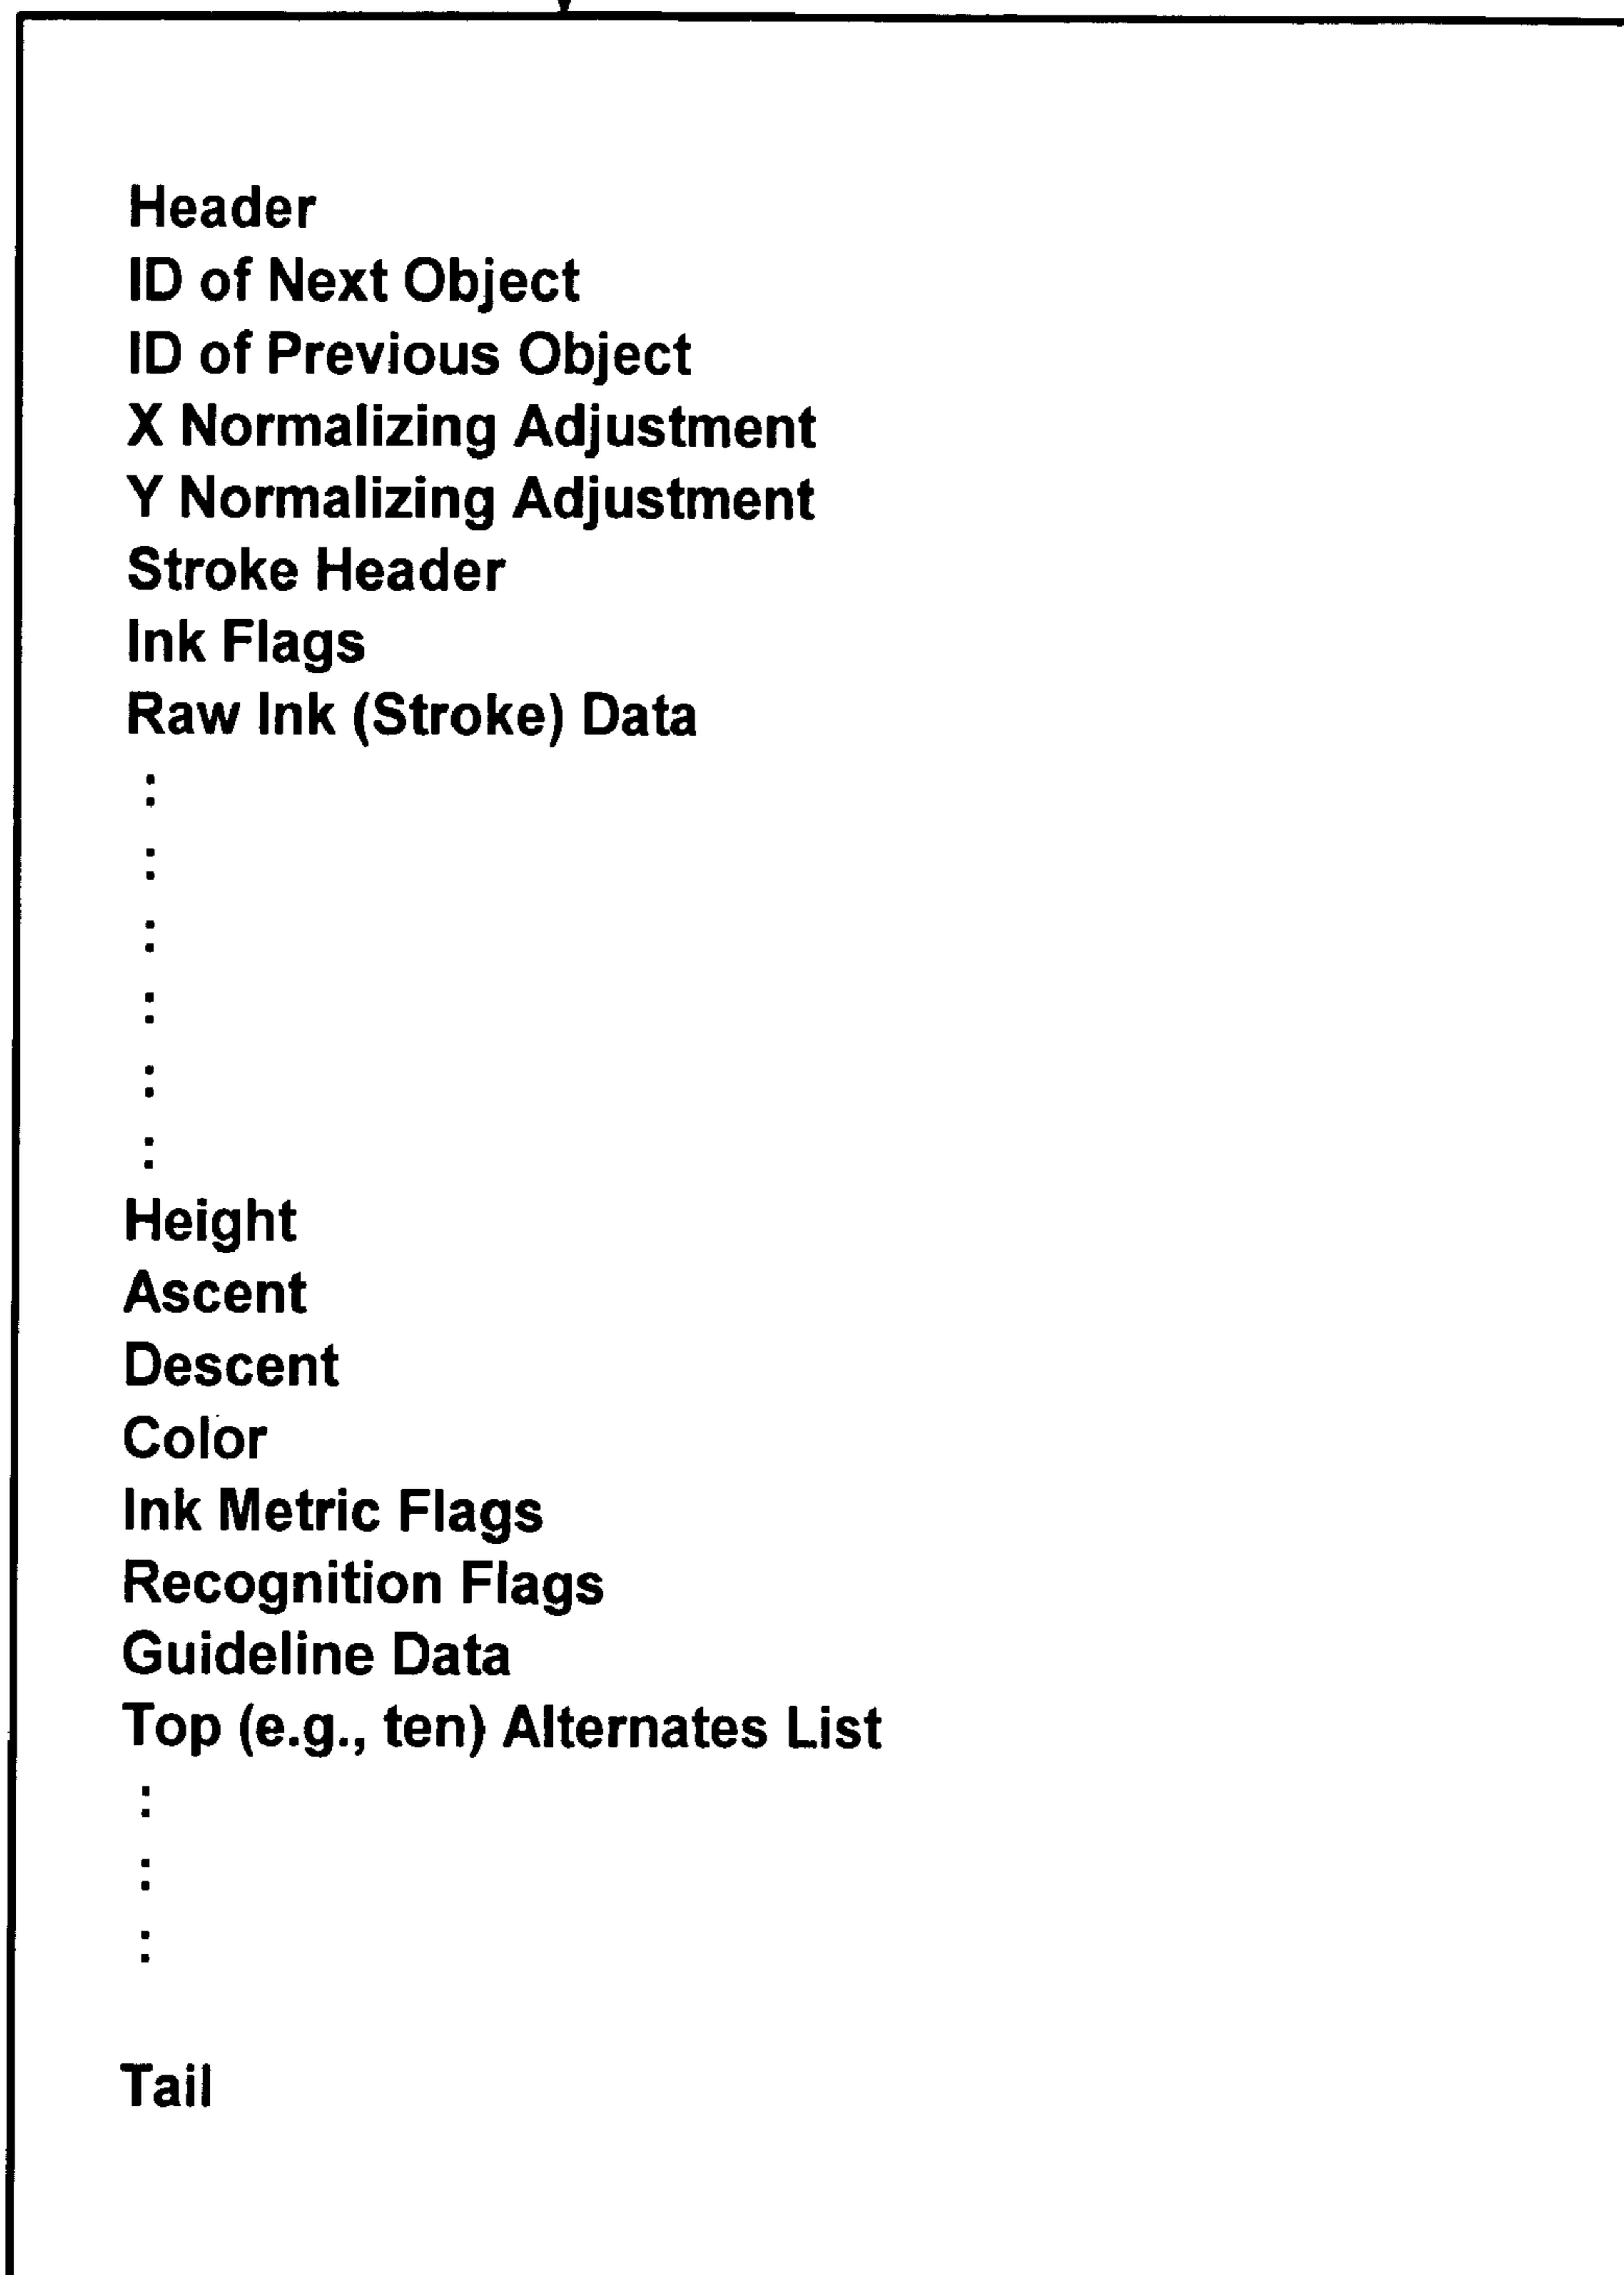 Header
ID of Next Object
ID of Previous Object
X Normalizing Adjustment
Y Normalizing Adjustment
Stroke Header
Ink Flags
Raw Ink (Stroke) Data
:
:
:
:
:
:
Height
Ascent
Descent
Color
Ink Metric Flags
Recognition Flags
Guideline Data
Top (e.g., ten) Alternates List
:
:
:
Tail